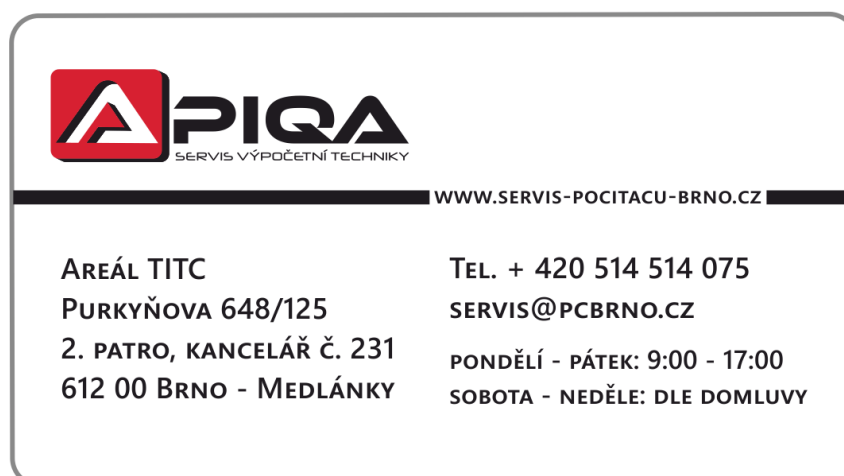 APIQA
SERVIS VÝPOČETNÍ TECHNIKY
WWW.SERVIS-POCITACU-BRNO.CZ
AREÁL TITC
PURKYŇOVA 648/125
2. PATRO, KANCELÁŘ Č. 231
612 00 BRNO - MEDLÁNKY
TEL. + 420 514 514 075
SERVIS@PCBRNO.CZ
PONDĚLÍ - PÁTEK: 9:00 - 17:00
SOBOTA - NEDĚLE: DLE DOMLUVY